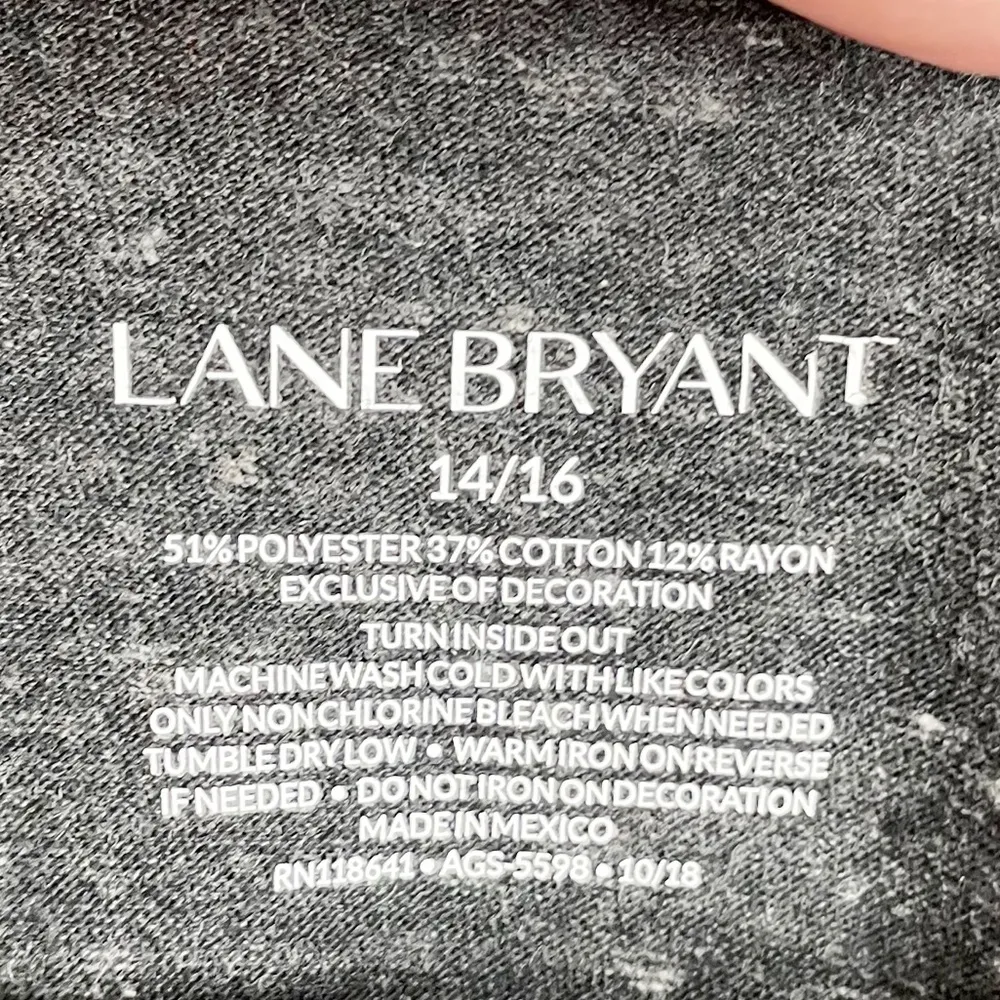 LANE BRYANT
14/16
51% POLYESTER 37% COTTON 12% RAYON
EXCLUSIVE OF DECORATION
TURN INSIDE OUT
MACHINE WASH COLD WITH LIKE COLORS
ONLY NON CHLORINE BLEACH WHEN NEEDED
TUMBLE DRY LOW • WARM IRON ON REVERSE
IF NEEDED • DO NOT IRON ON DECORATION
MADE IN MEXICO
RN118641 • AGS-5598 • 10/18